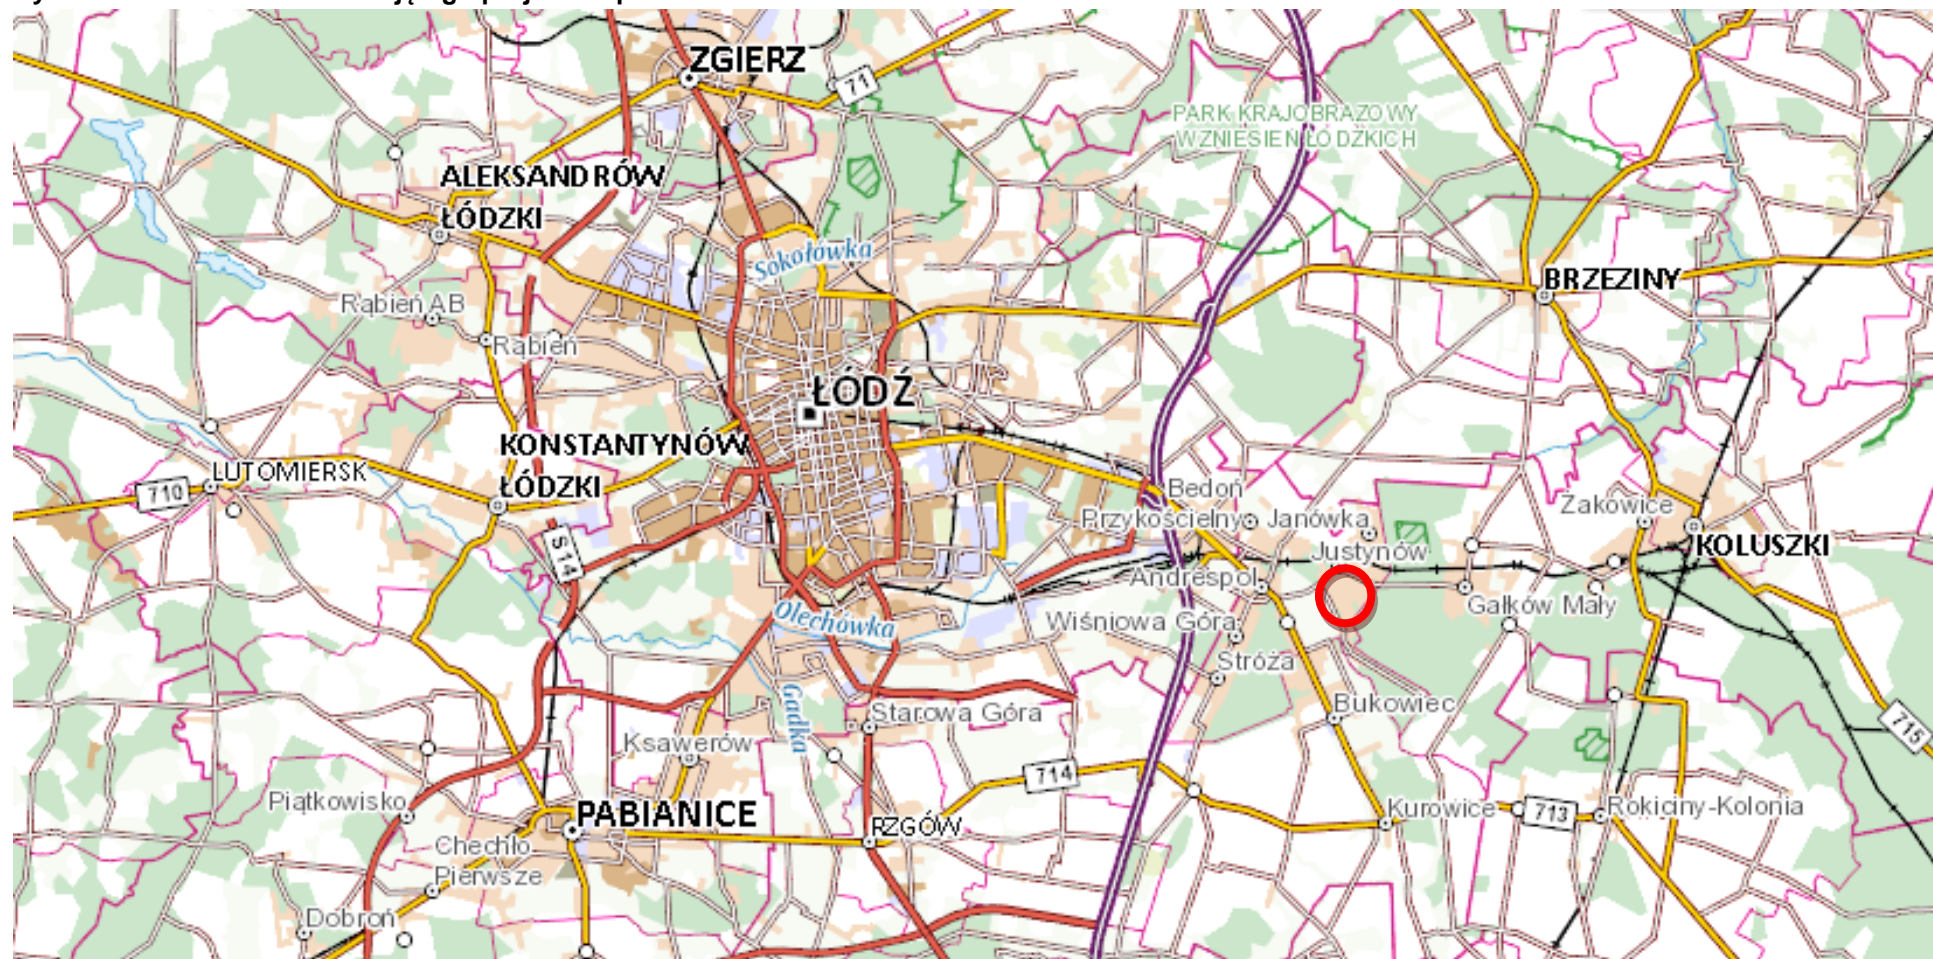 ZGIERZ
71
PARK KRAJOBRAZOWY
WZNIESIEŃ ŁÓDZKICH
ALEKSANDRÓW
ŁÓDZKI
Sokołówka
BRZEZINY
Rąbień AB
Rąbień
ŁÓDŹ
KONSTANTYNÓW
ŁÓDZKI
LUTOMIERSK
710
Bedoń
Przykościelny
Janówka
Żakowice
S14
Justynów
KOLUSZKI
Andrespol
Gałków Mały
Olechówka
Wiśniowa Góra
Stróża
Gadka
Starowa Góra
Bukowiec
715
Ksawerów
714
Piątkowisko
PABIANICE
RZGÓW
Kurowice
713
Rokiciny-Kolonia
Chechło
Pierwsze
Dobroń